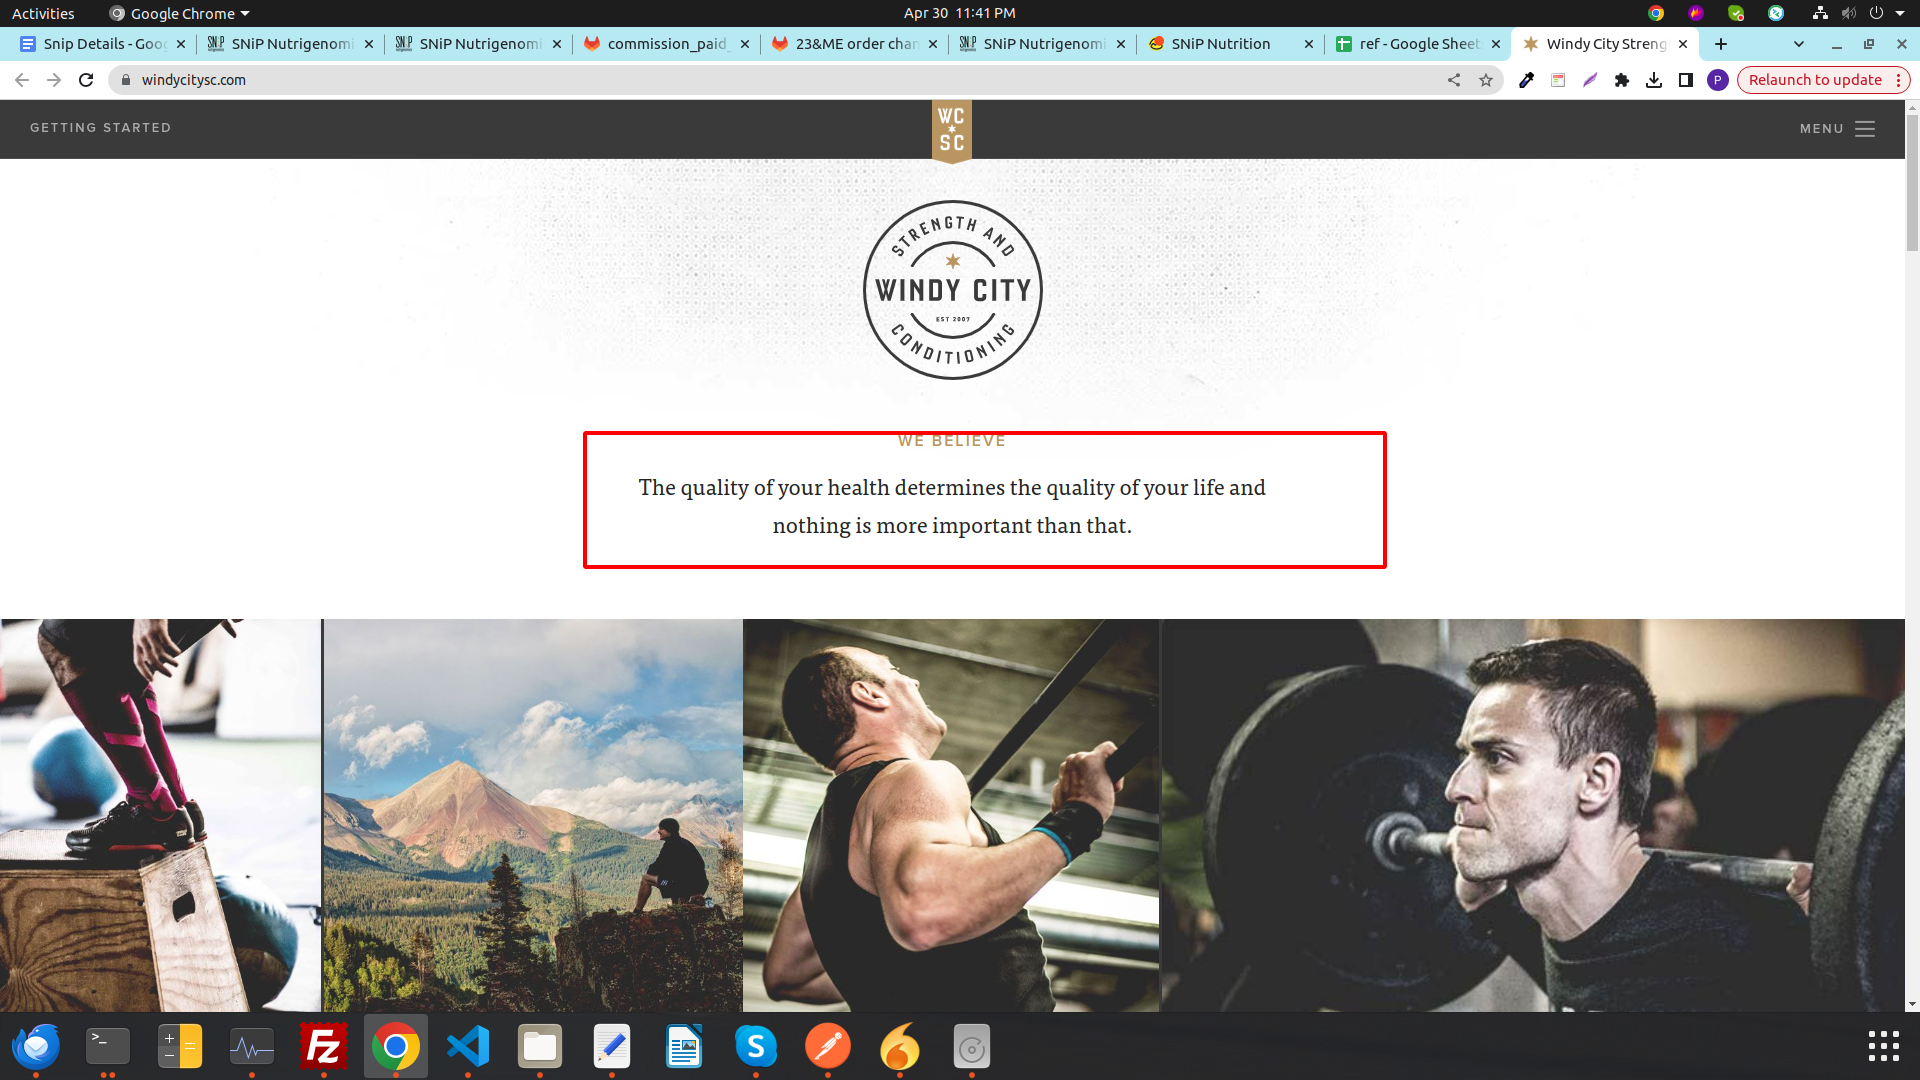 Activities
Google Chrome
Apr 30 11:41 PM
Snip Details - Goog
SNiP Nutrigenomi
SNiP Nutrigenomi
commission_paid_
23&ME order chan
SNiP Nutrigenomi
SNiP Nutrition
ref - Google Sheet
Windy City Streng
windycitysc.com
P
Relaunch to update
GETTING STARTED
WC
SC
MENU
STRENGTH AND
WINDY CITY
EST 2007
CONDITIONING
WE BELIEVE
The quality of your health determines the quality of your life and
nothing is more important than that.